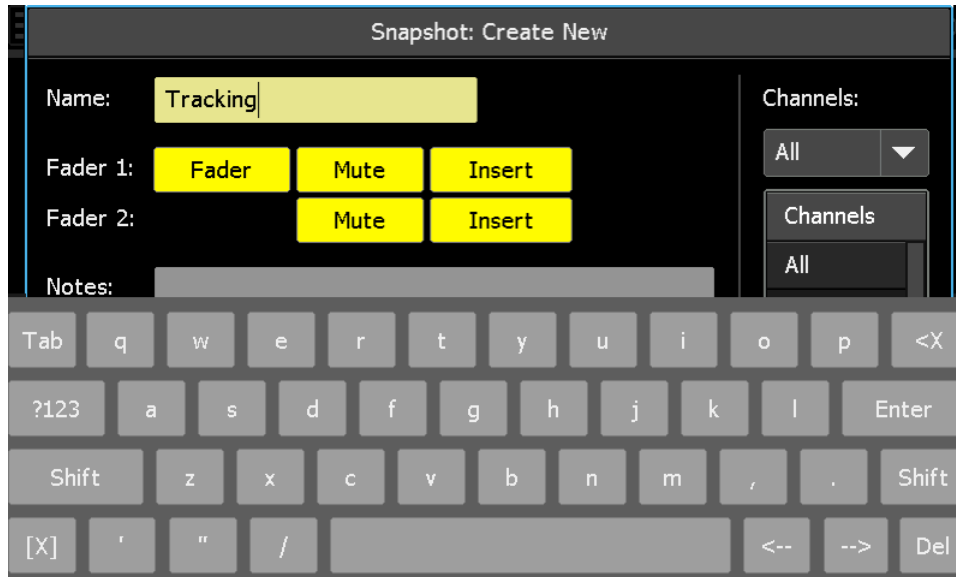 Snapshot: Create New
Name: Tracking
Channels:
All
Fader 1: Fader Mute Insert
Fader 2: Mute Insert
Channels
All
Notes:
Tab q w e r t y u i o p <X
?123 a s d f g h j k l Enter
Shift z x c v b n m , . Shift
[X] ' " / <-- --> Del